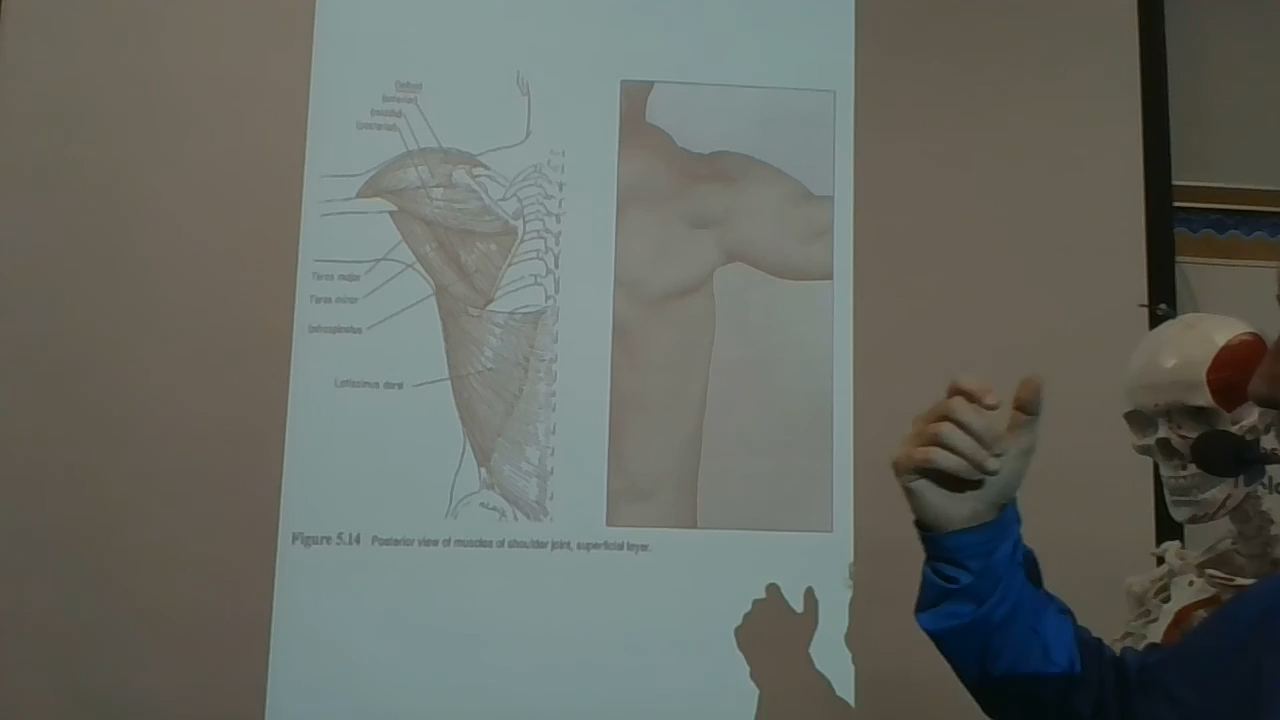 Deltoid
(anterior)
(middle)
(posterior)
Teres major
Teres minor
Infraspinatus
Latissimus dorsi
Figure 5.14 Posterior view of muscles of shoulder joint, superficial layer.